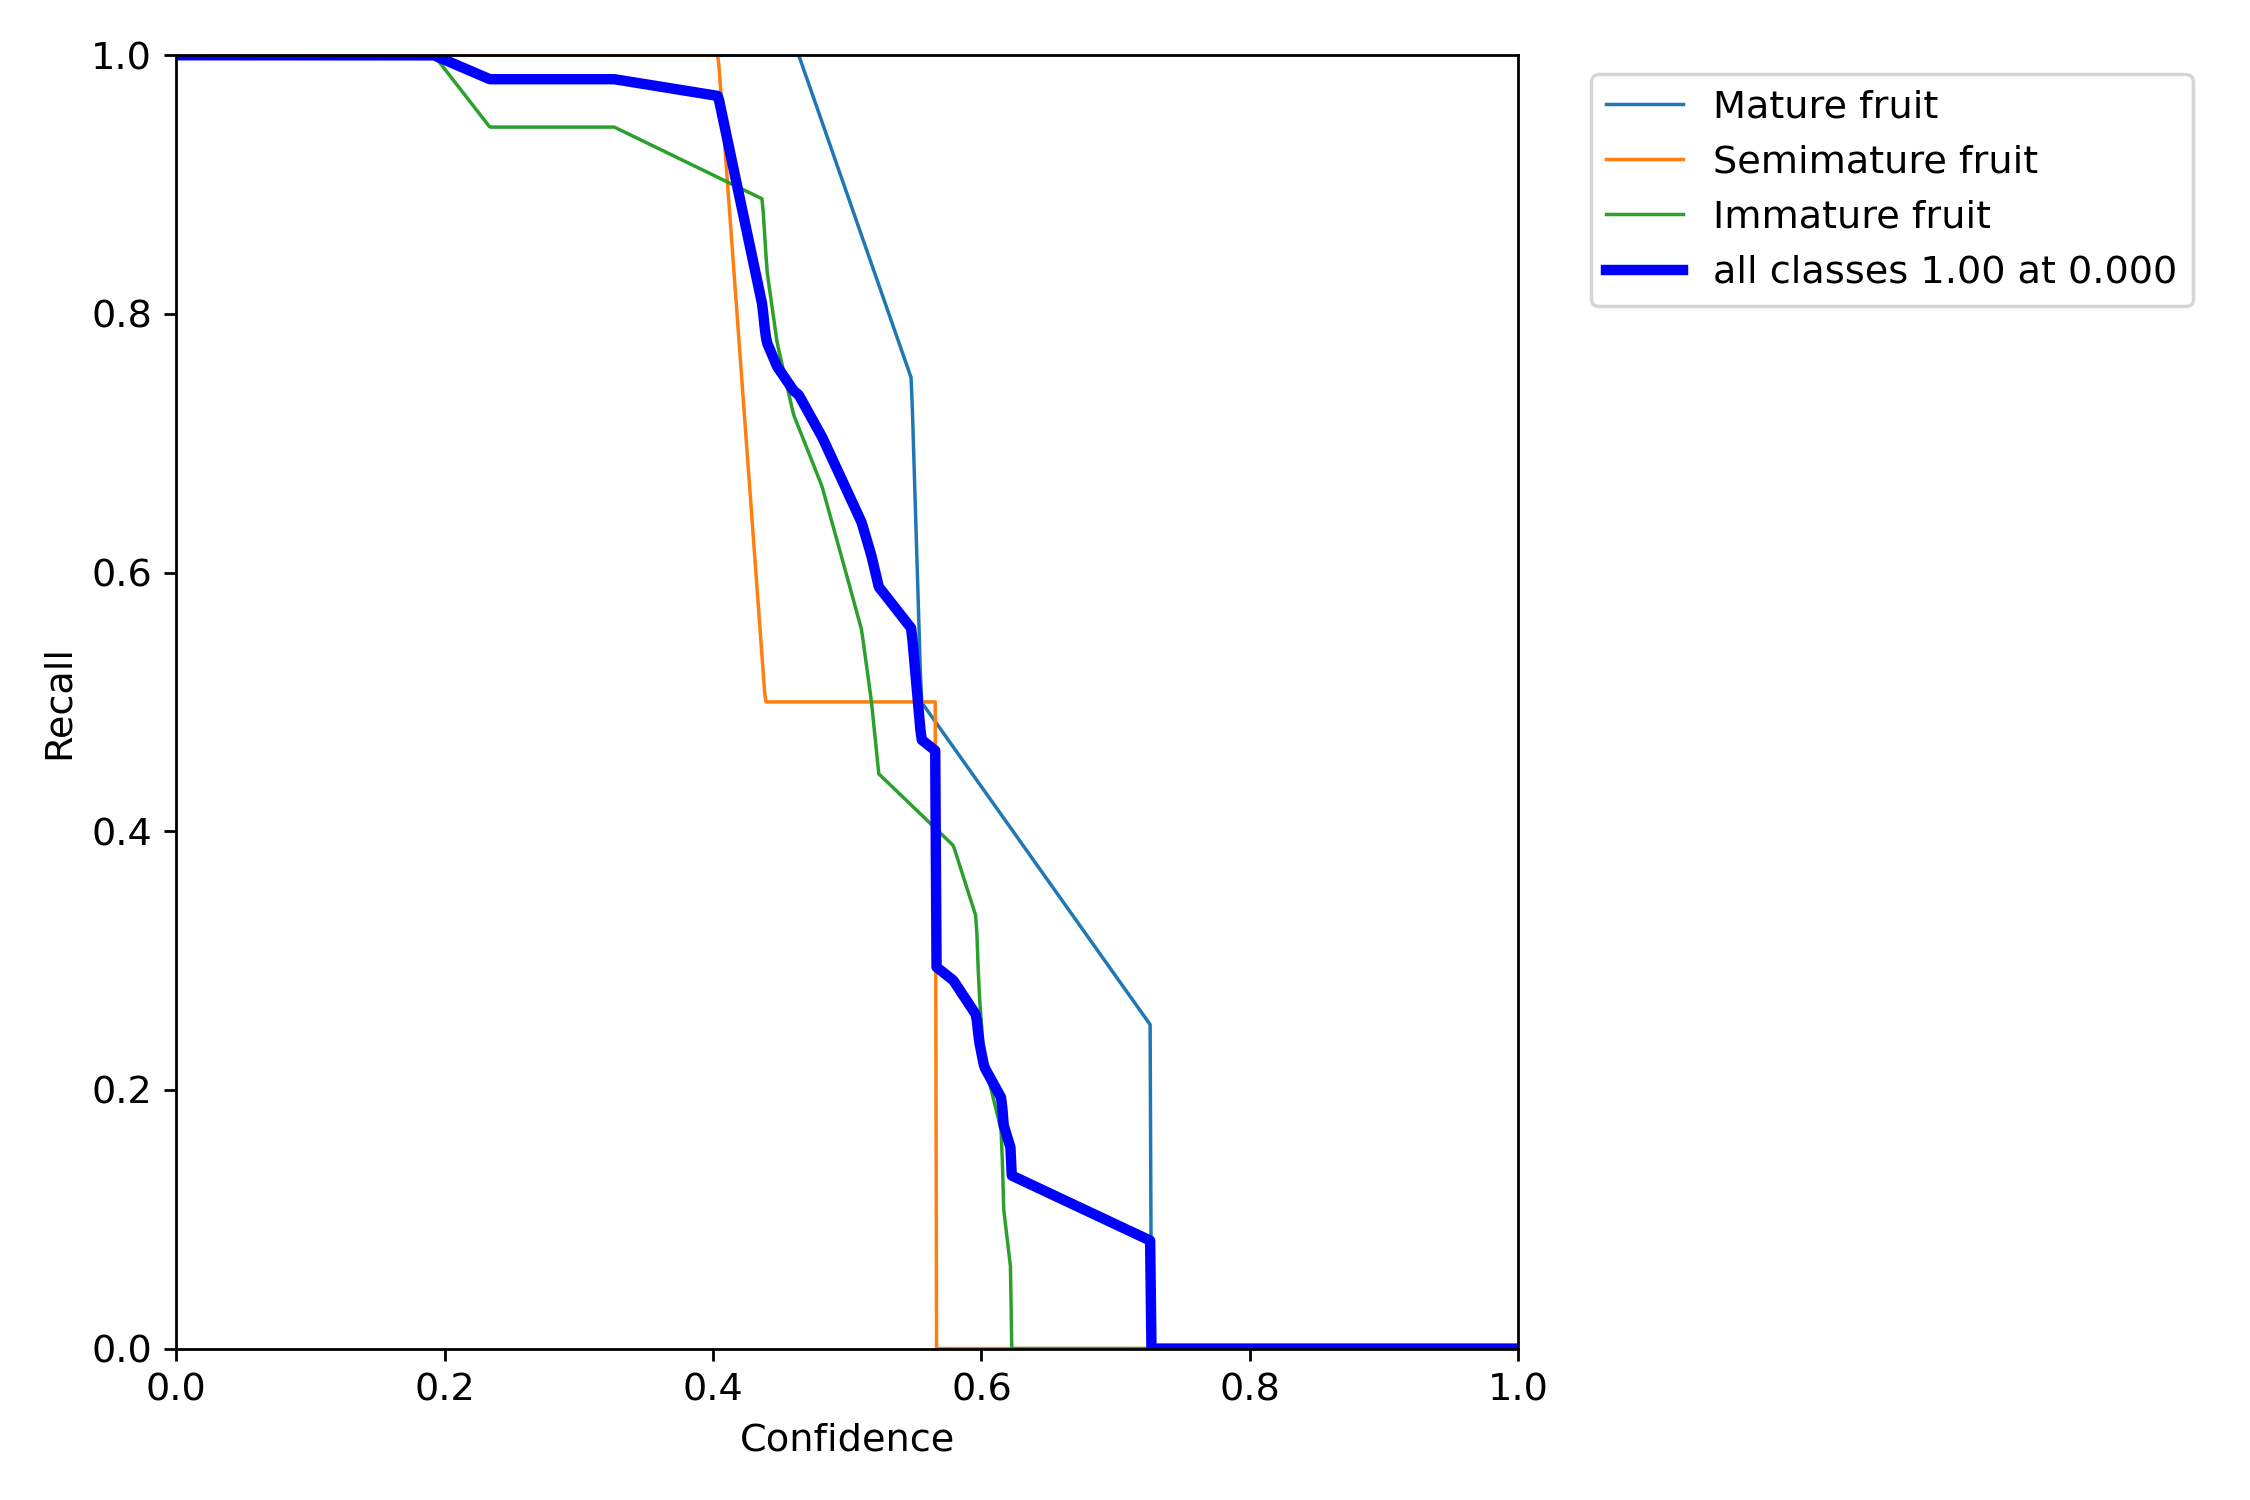 1.0
0.8
0.6
0.4
0.2
0.0
Recall
0.0 0.2 0.4 0.6 0.8 1.0
Confidence
Mature fruit
Semimature fruit
Immature fruit
all classes 1.00 at 0.000